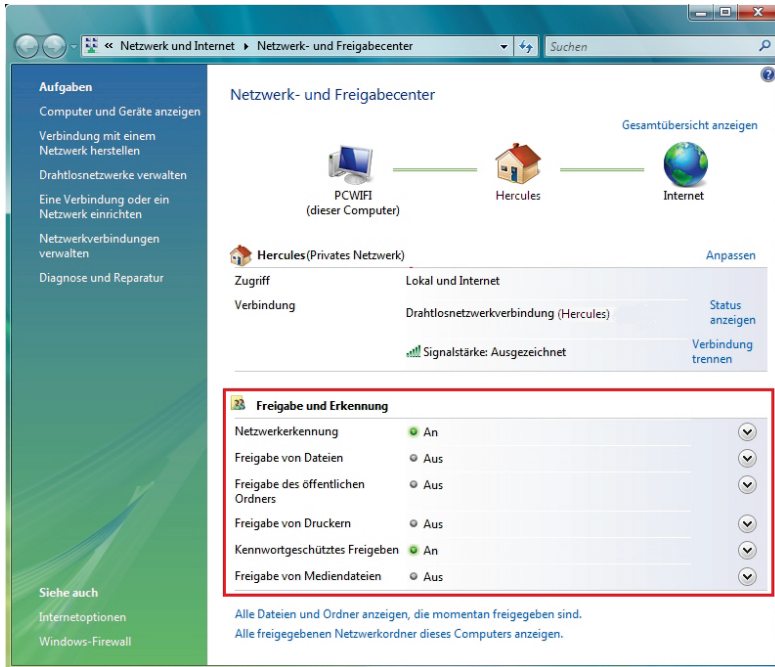 « Netzwerk und Internet ▸ Netzwerk- und Freigabecenter
Suchen
Aufgaben
Computer und Geräte anzeigen
Verbindung mit einem
Netzwerk herstellen
Drahtlosnetzwerke verwalten
Eine Verbindung oder ein
Netzwerk einrichten
Netzwerkverbindungen
verwalten
Diagnose und Reparatur
Siehe auch
Internetoptionen
Windows-Firewall
Netzwerk- und Freigabecenter
Gesamtübersicht anzeigen
PCWIFI
(dieser Computer)
Hercules
Internet
Hercules (Privates Netzwerk) Anpassen
Zugriff Lokal und Internet
Verbindung Drahtlosnetzwerkverbindung (Hercules)
Status
anzeigen
Signalstärke: Ausgezeichnet
Verbindung
trennen
Freigabe und Erkennung
Netzwerkerkennung An
Freigabe von Dateien Aus
Freigabe des öffentlichen Aus
Ordners
Freigabe von Druckern Aus
Kennwortgeschütztes Freigeben An
Freigabe von Mediendateien Aus
Alle Dateien und Ordner anzeigen, die momentan freigegeben sind.
Alle freigegebenen Netzwerkordner dieses Computers anzeigen.